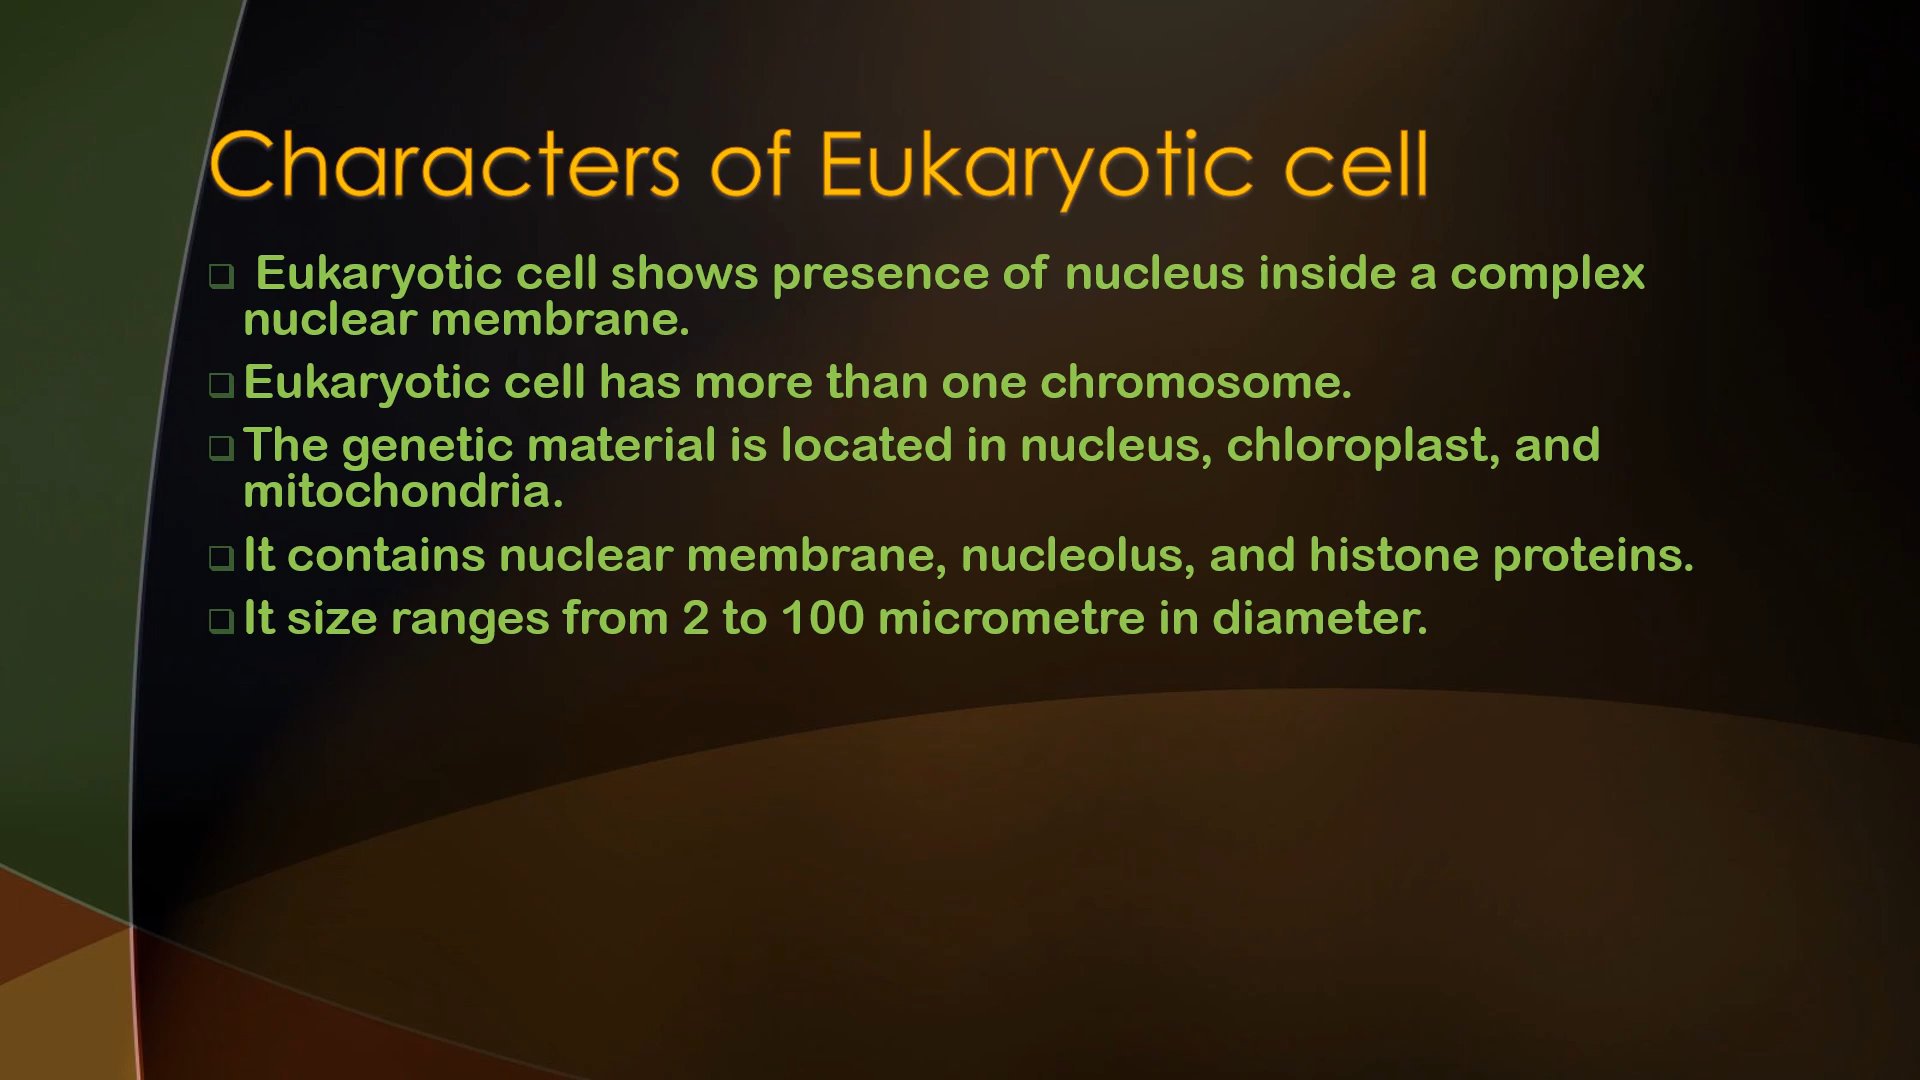 Characters of Eukaryotic cell
Eukaryotic cell shows presence of nucleus inside a complex
nuclear membrane.
Eukaryotic cell has more than one chromosome.
The genetic material is located in nucleus, chloroplast, and
mitochondria.
It contains nuclear membrane, nucleolus, and histone proteins.
It size ranges from 2 to 100 micrometre in diameter.